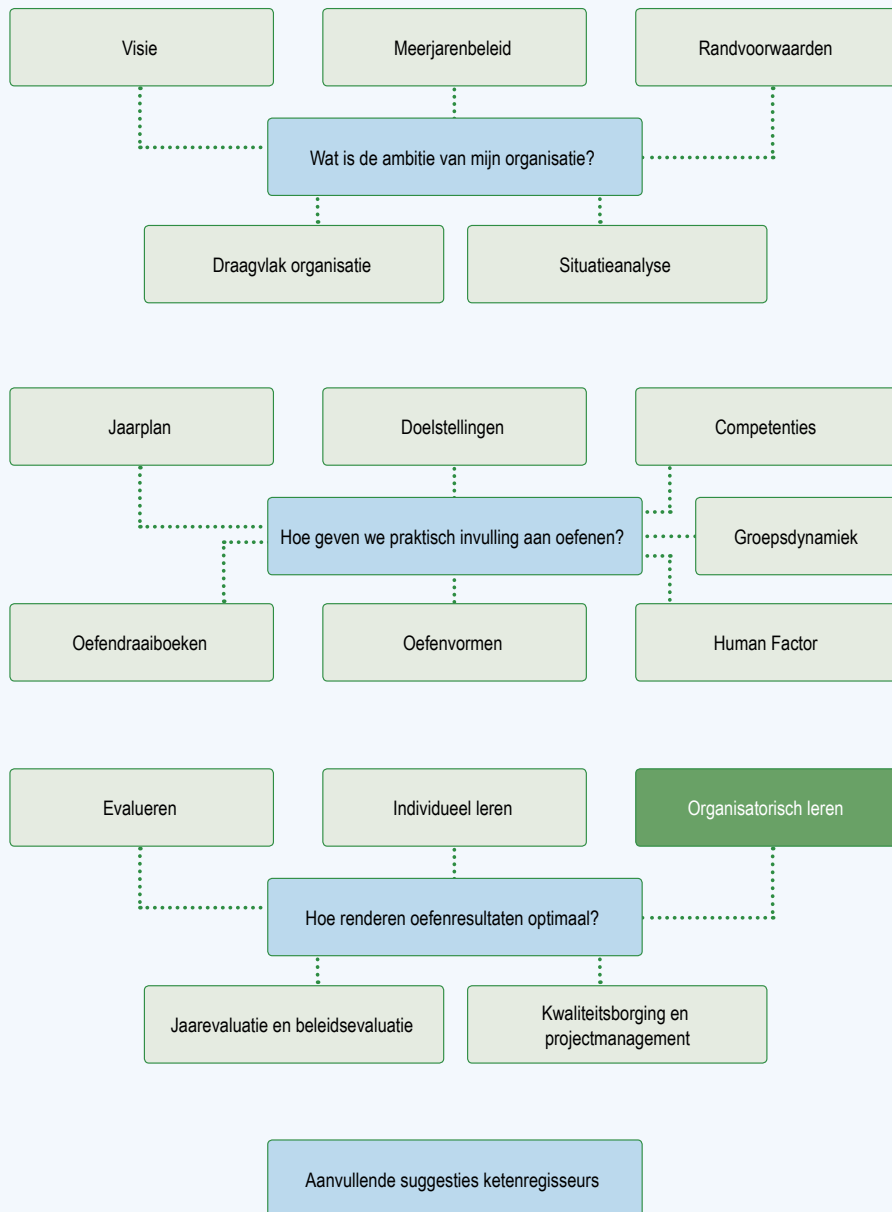 Visie
Meerjarenbeleid
Randvoorwaarden
Wat is de ambitie van mijn organisatie?
Draagvlak organisatie
Situatieanalyse
Jaarplan
Doelstellingen
Competenties
Hoe geven we praktisch invulling aan oefenen?
Groepsdynamiek
Oefendraaiboeken
Oefenvormen
Human Factor
Evalueren
Individueel leren
Organisatorisch leren
Hoe renderen oefenresultaten optimaal?
Jaarevaluatie en beleidsevaluatie
Kwaliteitsborging en
projectmanagement
Aanvullende suggesties ketenregisseurs